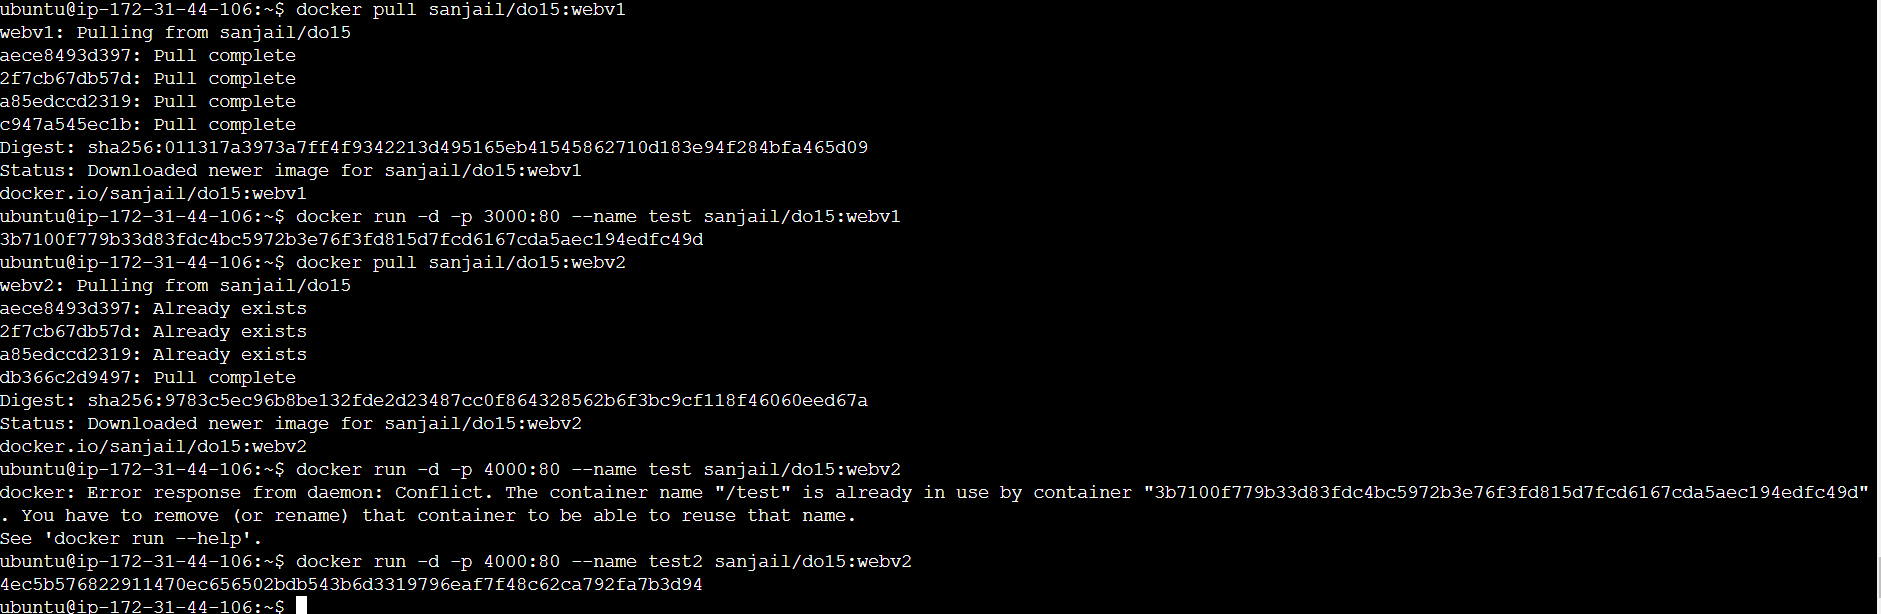 ubuntu@ip-172-31-44-106:~$ docker pull sanjail/do15:webv1
webv1: Pulling from sanjail/do15
aece8493d397: Pull complete
2f7cb67db57d: Pull complete
a85edccd2319: Pull complete
c947a545ec1b: Pull complete
Digest: sha256:011317a3973a7ff4f9342213d495165eb41545862710d183e94f284bfa465d09
Status: Downloaded newer image for sanjail/do15:webv1
docker.io/sanjail/do15:webv1
ubuntu@ip-172-31-44-106:~$ docker run -d -p 3000:80 --name test sanjail/do15:webv1
3b7100f779b33d83fdc4bc5972b3e76f3fd815d7fcd6167cda5aec194edfc49d
ubuntu@ip-172-31-44-106:~$ docker pull sanjail/do15:webv2
webv2: Pulling from sanjail/do15
aece8493d397: Already exists
2f7cb67db57d: Already exists
a85edccd2319: Already exists
db366c2d9497: Pull complete
Digest: sha256:9783c5ec96b8be132fde2d23487cc0f864328562b6f3bc9cf118f46060eed67a
Status: Downloaded newer image for sanjail/do15:webv2
docker.io/sanjail/do15:webv2
ubuntu@ip-172-31-44-106:~$ docker run -d -p 4000:80 --name test sanjail/do15:webv2
docker: Error response from daemon: Conflict. The container name "/test" is already in use by container "3b7100f779b33d83fdc4bc5972b3e76f3fd815d7fcd6167cda5aec194edfc49d"
. You have to remove (or rename) that container to be able to reuse that name.
See 'docker run --help'.
ubuntu@ip-172-31-44-106:~$ docker run -d -p 4000:80 --name test2 sanjail/do15:webv2
4ec5b576822911470ec656502bdb543b6d3319796eaf7f48c62ca792fa7b3d94
ubuntu@ip-172-31-44-106:~$